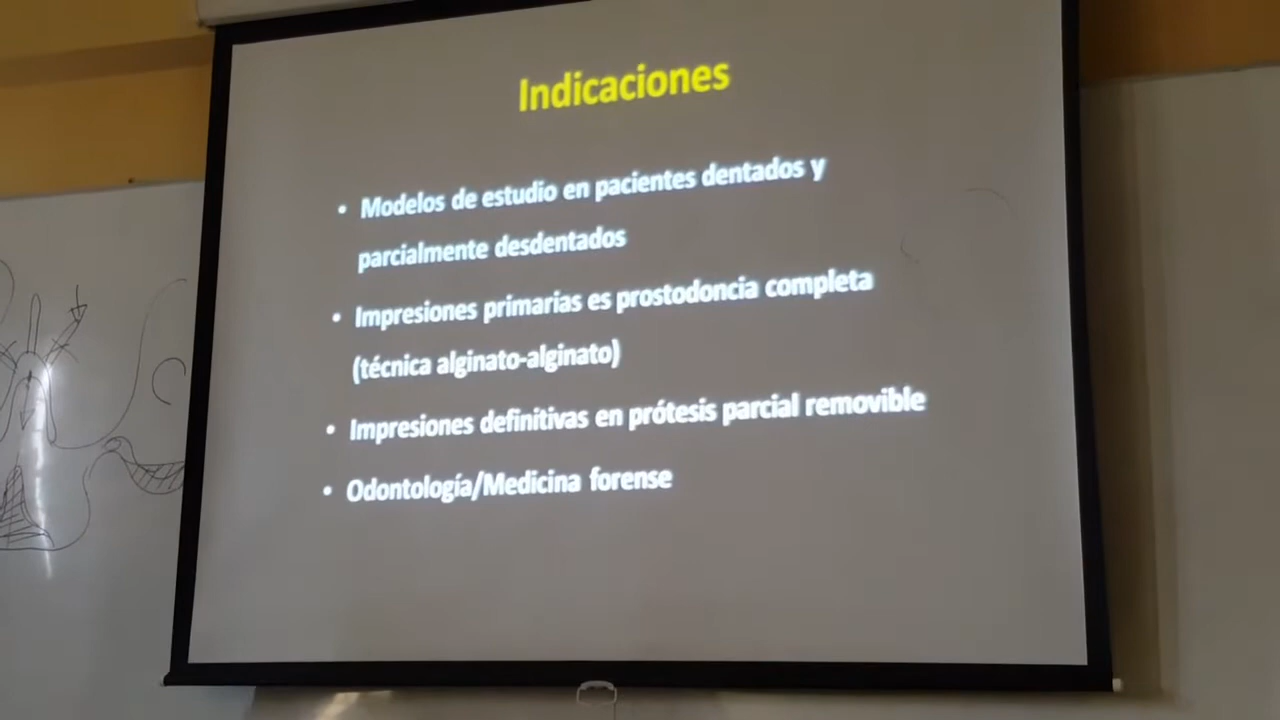 Indicaciones
• Modelos de estudio en pacientes dentados y
parcialmente desdentados
• Impresiones primarias es prostodoncia completa
(técnica alginato-alginato)
• Impresiones definitivas en prótesis parcial removible
• Odontología/Medicina forense